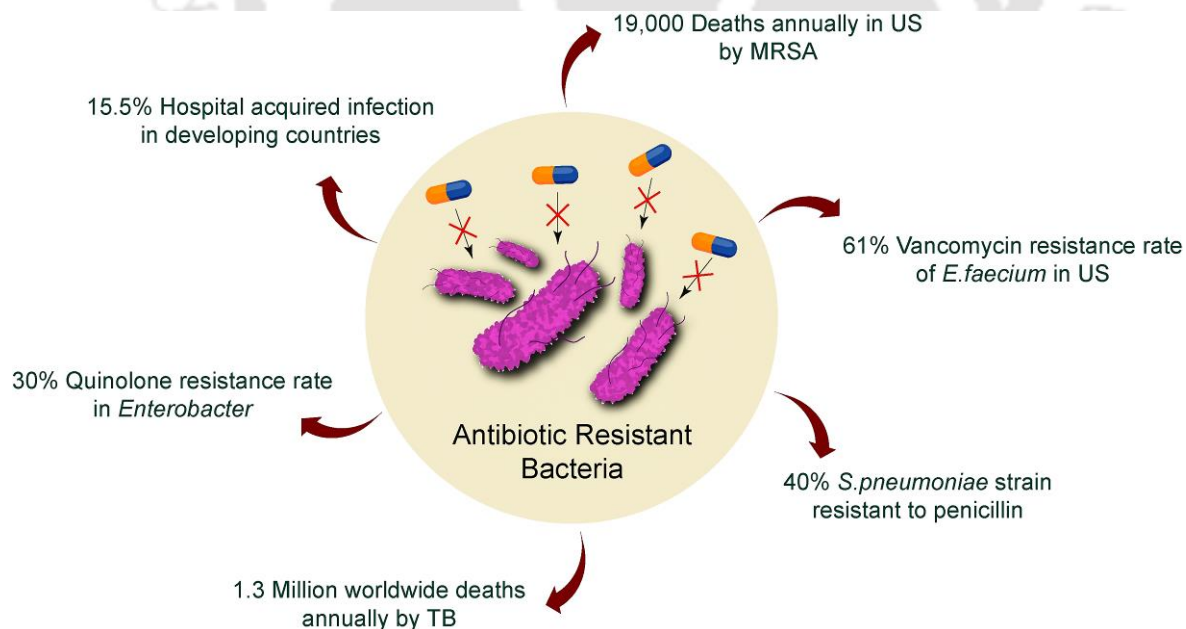 19,000 Deaths annually in US
by MRSA
15.5% Hospital acquired infection
in developing countries
61% Vancomycin resistance rate
of E.faecium in US
30% Quinolone resistance rate
in Enterobacter
Antibiotic Resistant
Bacteria
40% S.pneumoniae strain
resistant to penicillin
1.3 Million worldwide deaths
annually by TB